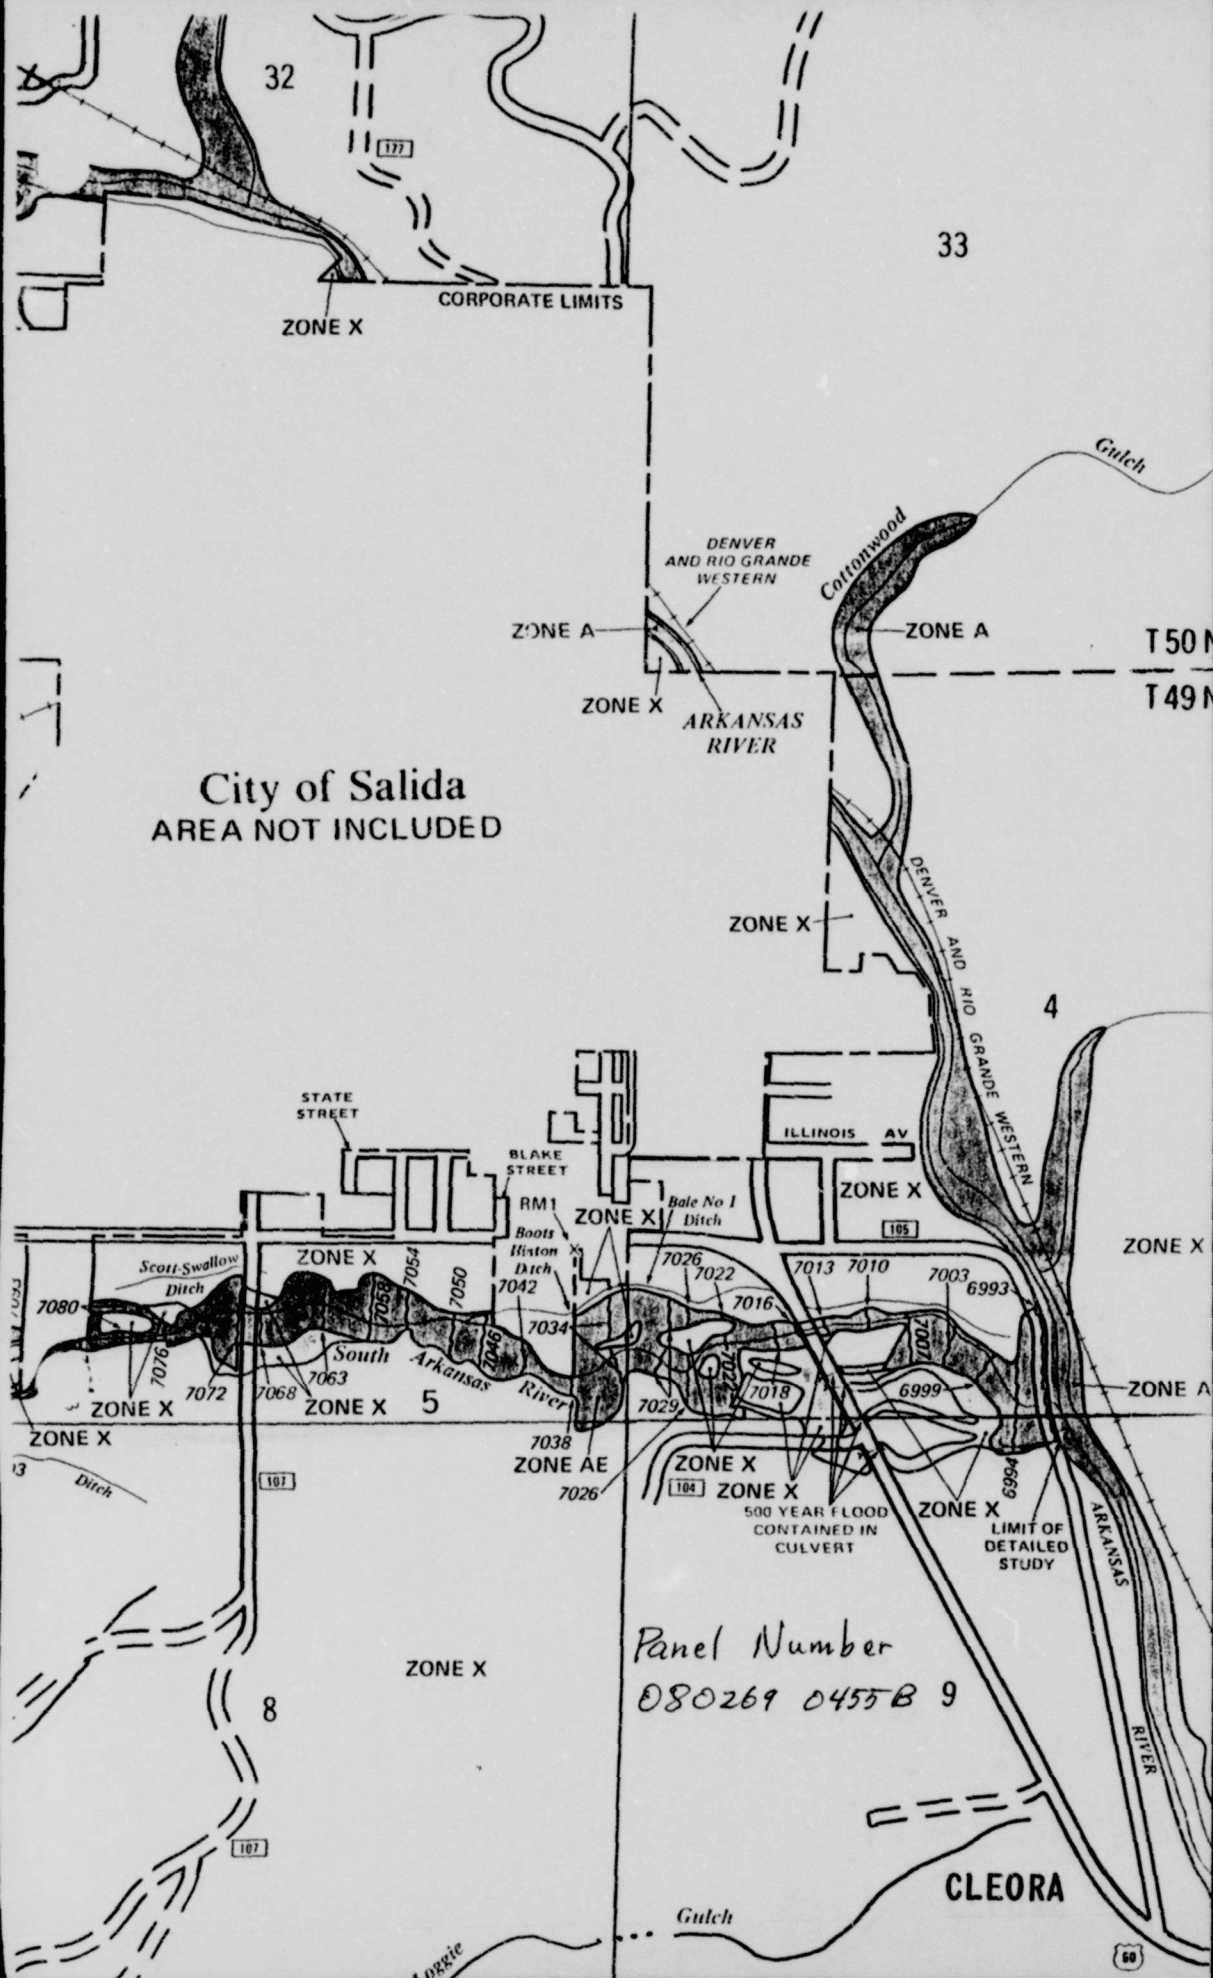 32
177
33
CORPORATE LIMITS
ZONE X
Gulch
Cottonwood
DENVER
AND RIO GRANDE
WESTERN
ZONE A
ZONE A
T 50 N
T 49 N
ZONE X
ARKANSAS
RIVER
City of Salida
AREA NOT INCLUDED
ZONE X
DENVER AND RIO GRANDE WESTERN
4
STATE
STREET
ILLINOIS AV
BLAKE
STREET
RM1
ZONE X
ZONE X
Bale No 1
Ditch
105
Boots
Histon
Ditch
ZONE X
ZONE X
Scott-Swallow
Ditch
7093
7080
7076
7072
7068
7063
7058
7054
7050
7046
7042
7034
7026
7022
7016
7013
7010
7007
7003
6993
South Arkansas River
ZONE X
ZONE X
5
7038
7029
7018
6999
ZONE A
ZONE X
Ditch
107
ZONE AE
7026
ZONE X
104
ZONE X
ZONE X
6994
500 YEAR FLOOD
CONTAINED IN
CULVERT
LIMIT OF
DETAILED
STUDY
ARKANSAS
RIVER
ZONE X
Panel Number
080269 0455B
9
8
107
CLEORA
Gulch
50